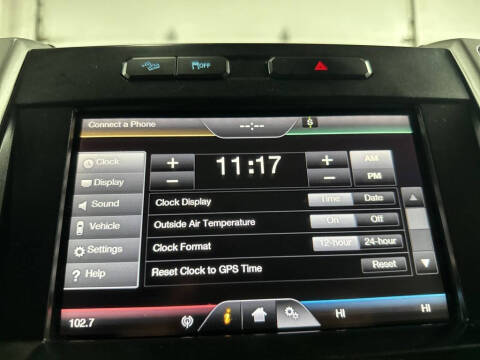 OFF
Connect a Phone
--:--
$
Clock
+
11:17
+
AM
Display
–
–
PM
Sound
Clock Display
Time
Date
Vehicle
Outside Air Temperature
On
Off
Settings
Clock Format
12-hour
24-hour
? Help
Reset Clock to GPS Time
Reset
102.7
i
HI
HI